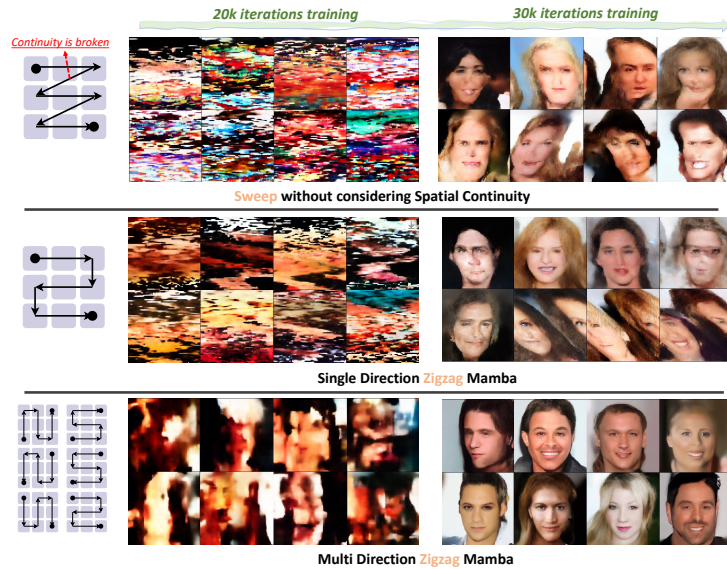 20k iterations training
30k iterations training
Continuity is broken
Sweep without considering Spatial Continuity
Single Direction Zigzag Mamba
Multi Direction Zigzag Mamba